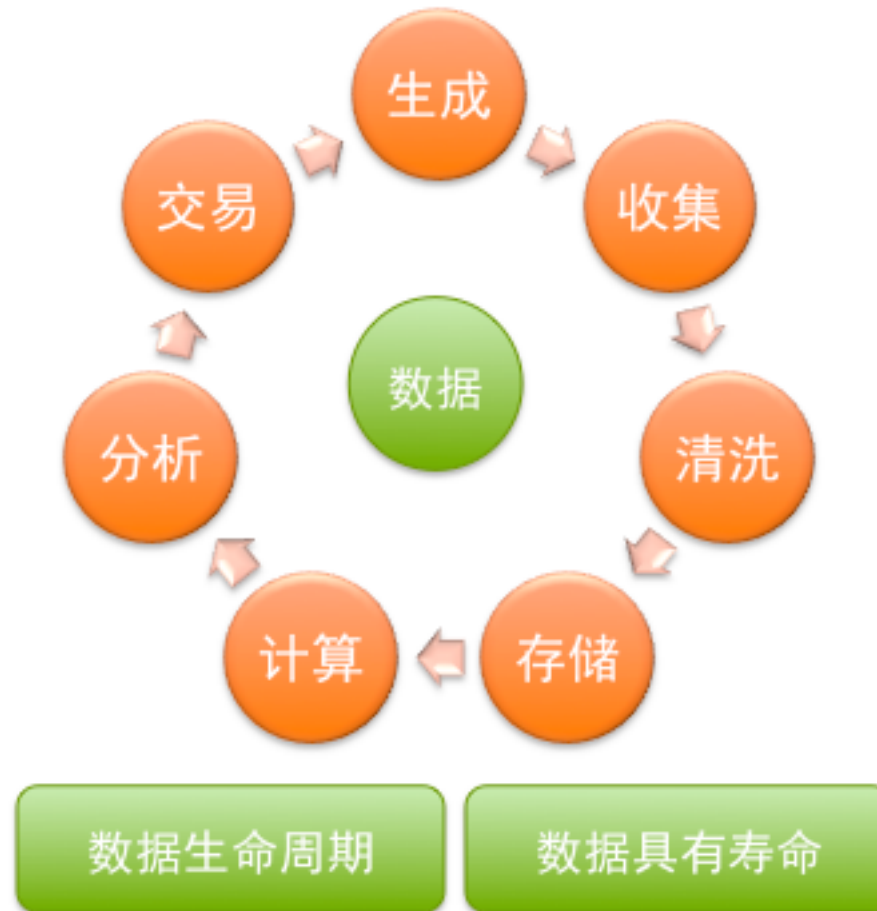 生成
收集
清洗
存储
计算
分析
交易
数据
数据生命周期
数据具有寿命